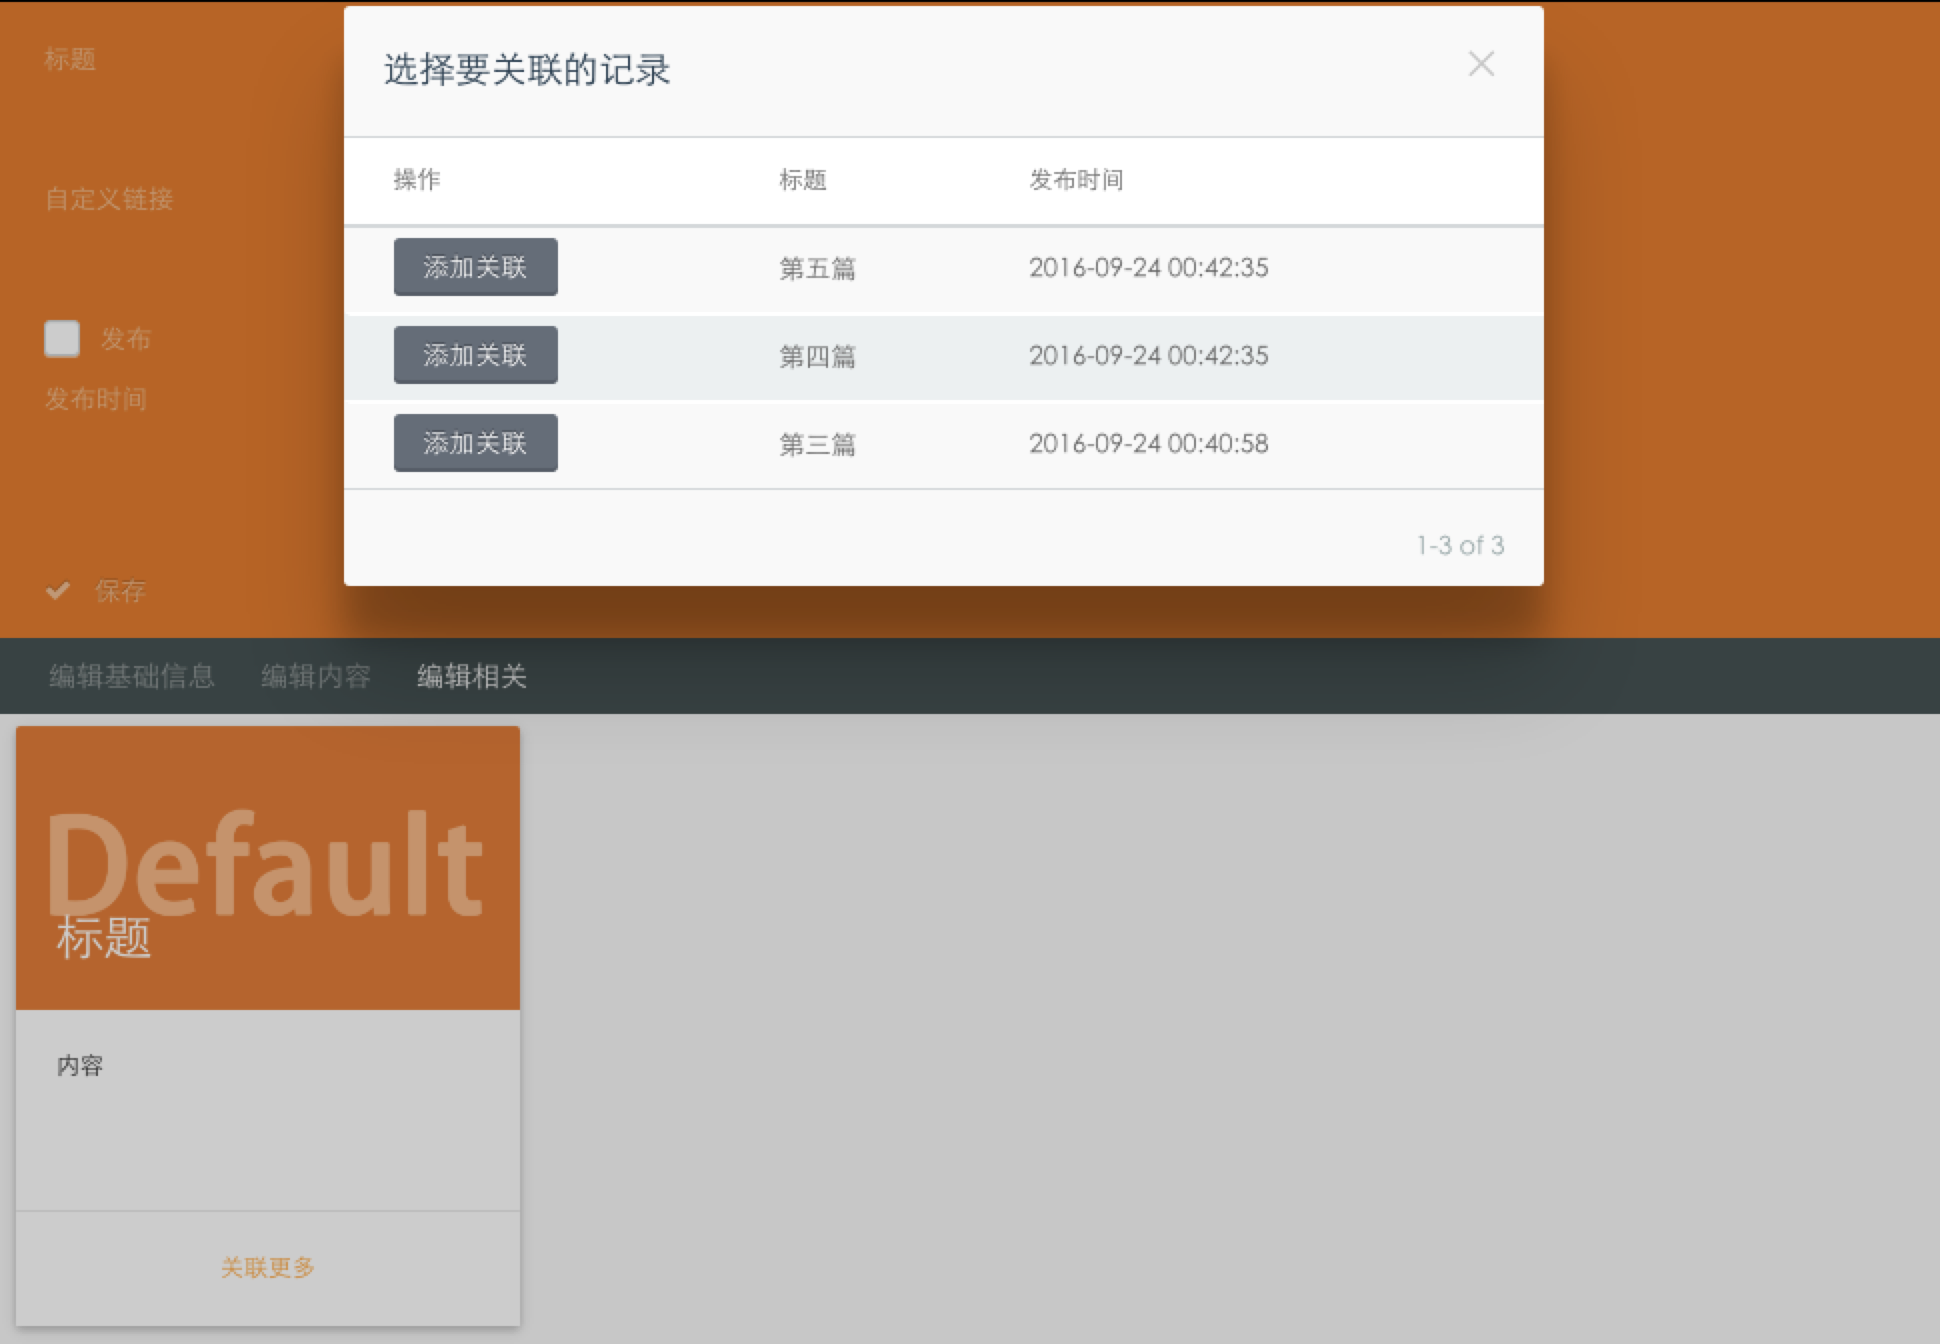 选择要关联的记录
操作 标题 发布时间
添加关联 第五篇 2016-09-24 00:42:35
添加关联 第四篇 2016-09-24 00:42:35
添加关联 第三篇 2016-09-24 00:40:58
1-3 of 3
标题
自定义链接
发布
发布时间
保存
编辑基础信息 编辑内容 编辑相关
Default
标题
内容
关联更多